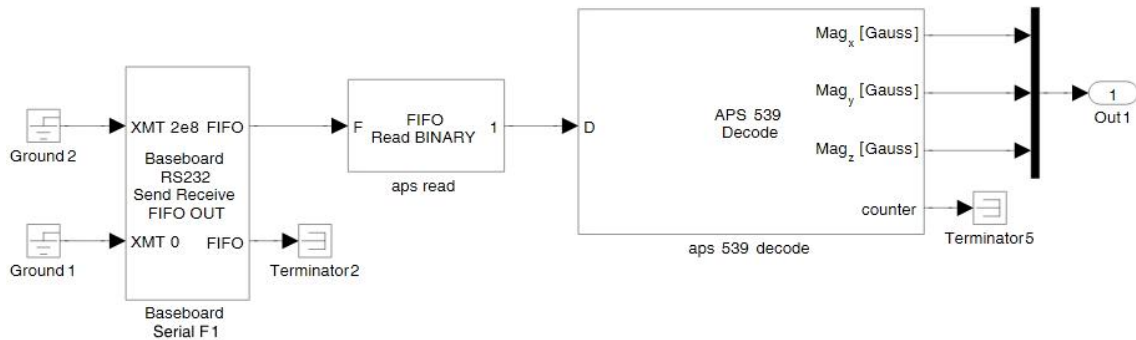 Ground 2
Ground 1
XMT 2e8 FIFO
Baseboard
RS232
Send Receive
FIFO OUT
XMT 0 FIFO
Baseboard
Serial F1
Terminator2
F
FIFO
Read BINARY
1
aps read
D
APS 539
Decode
Magx [Gauss]
Magy [Gauss]
Magz [Gauss]
counter
aps 539 decode
Terminator5
1
Out1